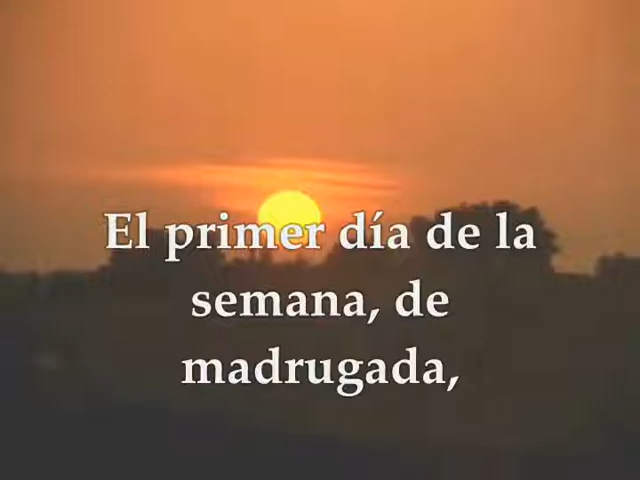 El primer día de la
semana, de
madrugada,